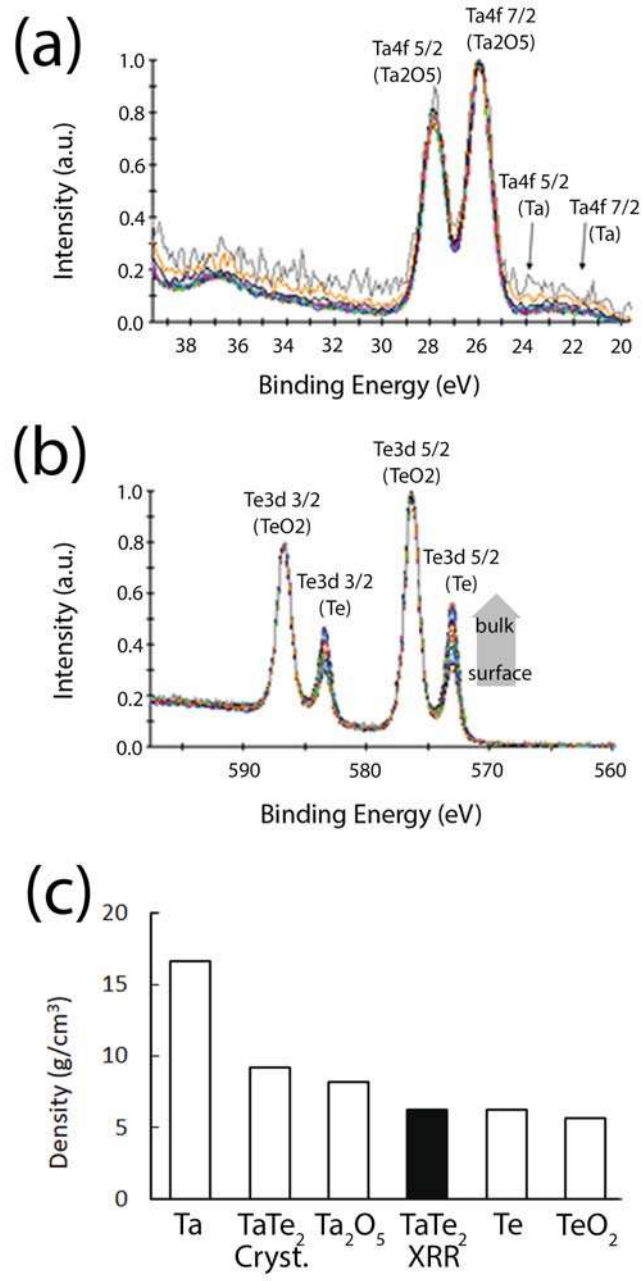 (a)
Ta4f 7/2
(Ta2O5)
Ta4f 5/2
(Ta2O5)
Ta4f 5/2
(Ta)
Ta4f 7/2
(Ta)
Intensity (a.u.)
1.0
0.8
0.6
0.4
0.2
0.0
38 36 34 32 30 28 26 24 22 20
Binding Energy (eV)
(b)
Te3d 5/2
(TeO2)
Te3d 3/2
(TeO2)
Te3d 3/2
(Te)
Te3d 5/2
(Te)
bulk
surface
Intensity (a.u.)
1.0
0.8
0.6
0.4
0.2
0.0
590 580 570 560
Binding Energy (eV)
(c)
Density (g/cm³)
20
15
10
5
0
Ta TaTe₂ Ta₂O₅ TaTe₂ Te TeO₂
Cryst. XRR